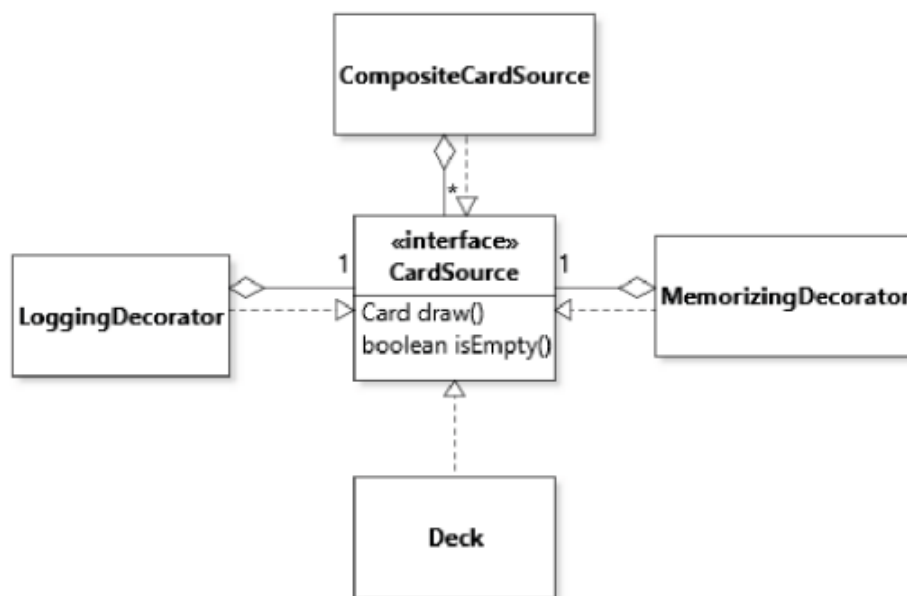 CompositeCardSource
*
«interface»
CardSource
1
1
LoggingDecorator
MemorizingDecorator
Card draw()
boolean isEmpty()
Deck